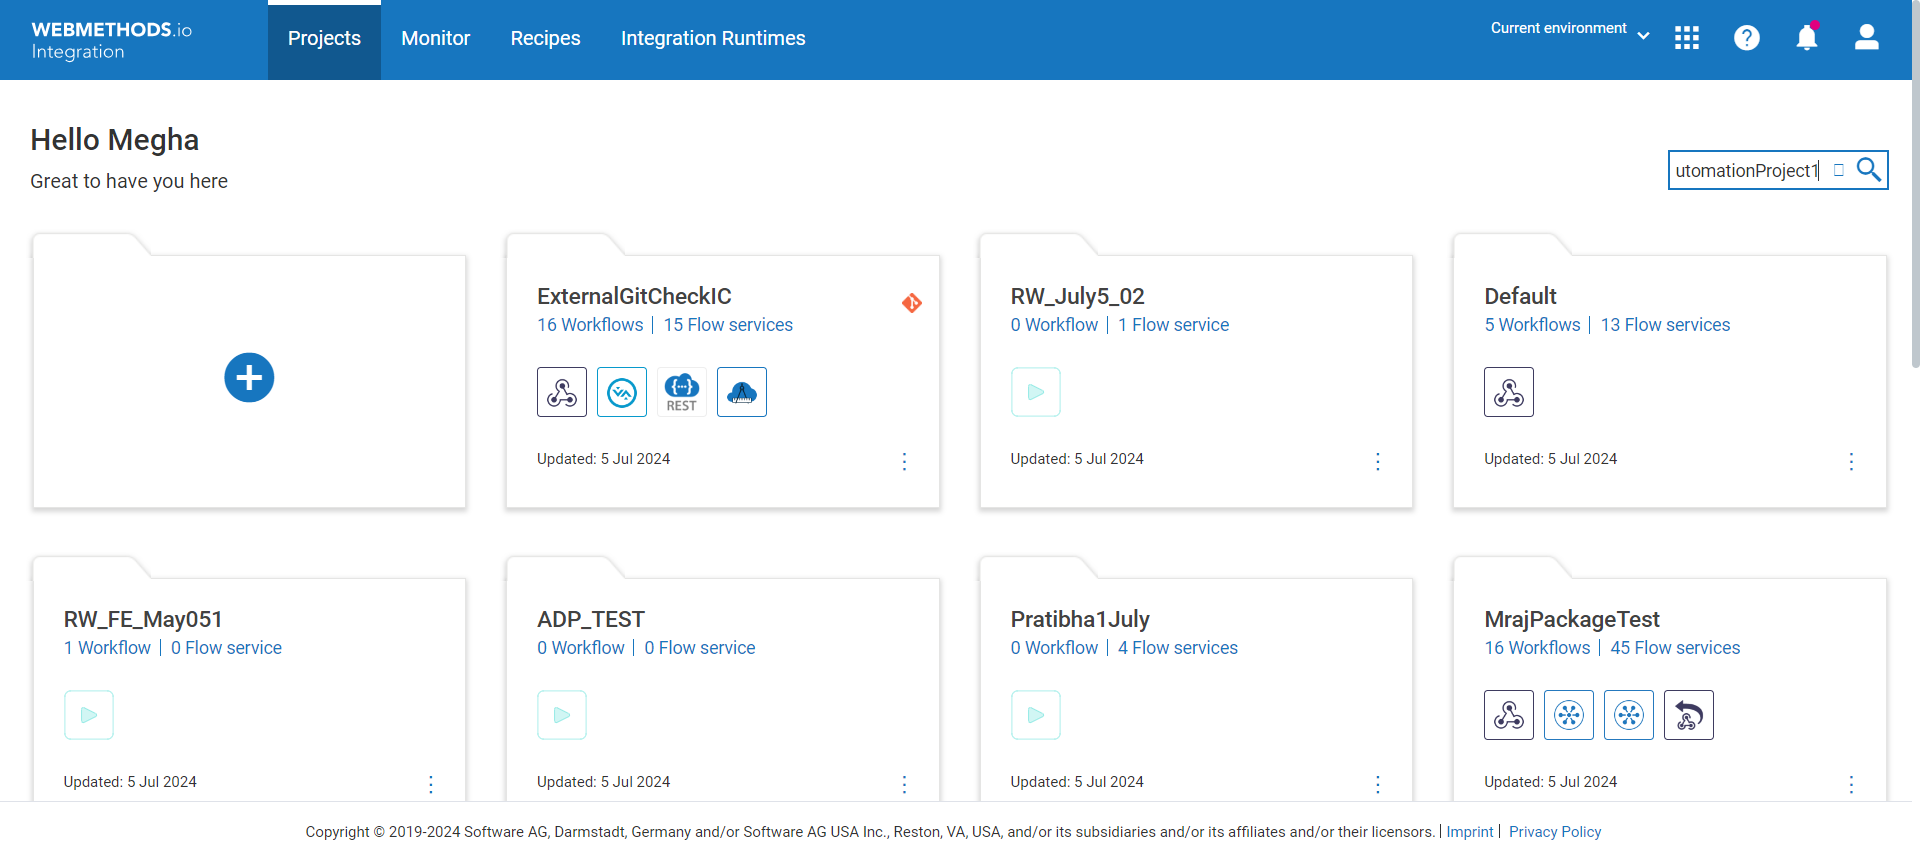 WEBMETHODS.io
Integration
Projects
Monitor
Recipes
Integration Runtimes
Current environment
?
Hello Megha
Great to have you here
utomationProject1
ExternalGitCheckIC
16 Workflows | 15 Flow services
REST
Updated: 5 Jul 2024
RW_July5_02
0 Workflow | 1 Flow service
Updated: 5 Jul 2024
Default
5 Workflows | 13 Flow services
Updated: 5 Jul 2024
RW_FE_May051
1 Workflow | 0 Flow service
Updated: 5 Jul 2024
ADP_TEST
0 Workflow | 0 Flow service
Updated: 5 Jul 2024
Pratibha1July
0 Workflow | 4 Flow services
Updated: 5 Jul 2024
MrajPackageTest
16 Workflows | 45 Flow services
Updated: 5 Jul 2024
Copyright © 2019-2024 Software AG, Darmstadt, Germany and/or Software AG USA Inc., Reston, VA, USA, and/or its subsidiaries and/or its affiliates and/or their licensors. | Imprint | Privacy Policy